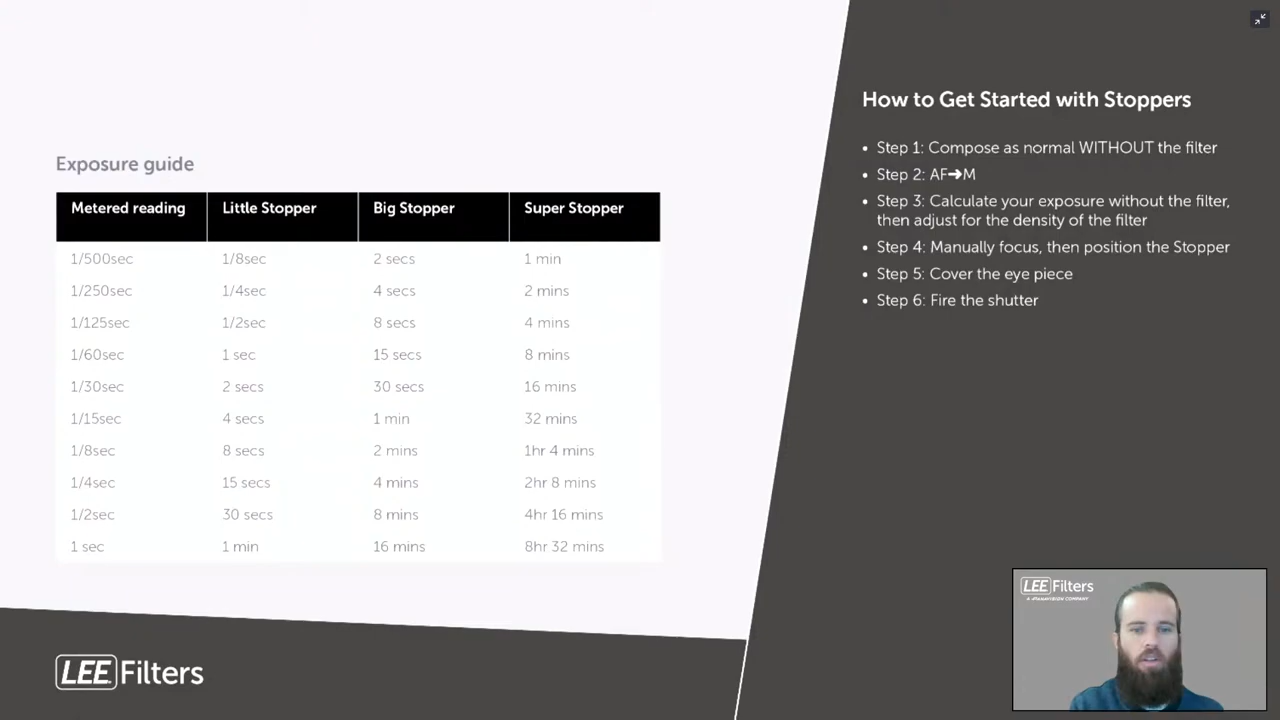 How to Get Started with Stoppers
• Step 1: Compose as normal WITHOUT the filter
• Step 2: AF➔M
• Step 3: Calculate your exposure without the filter,
then adjust for the density of the filter
• Step 4: Manually focus, then position the Stopper
• Step 5: Cover the eye piece
• Step 6: Fire the shutter
Exposure guide
Metered reading Little Stopper Big Stopper Super Stopper
1/500sec 1/8sec 2 secs 1 min
1/250sec 1/4sec 4 secs 2 mins
1/125sec 1/2sec 8 secs 4 mins
1/60sec 1 sec 15 secs 8 mins
1/30sec 2 secs 30 secs 16 mins
1/15sec 4 secs 1 min 32 mins
1/8sec 8 secs 2 mins 1hr 4 mins
1/4sec 15 secs 4 mins 2hr 8 mins
1/2sec 30 secs 8 mins 4hr 16 mins
1 sec 1 min 16 mins 8hr 32 mins
LEE Filters
LEE Filters
A PANAVISION COMPANY